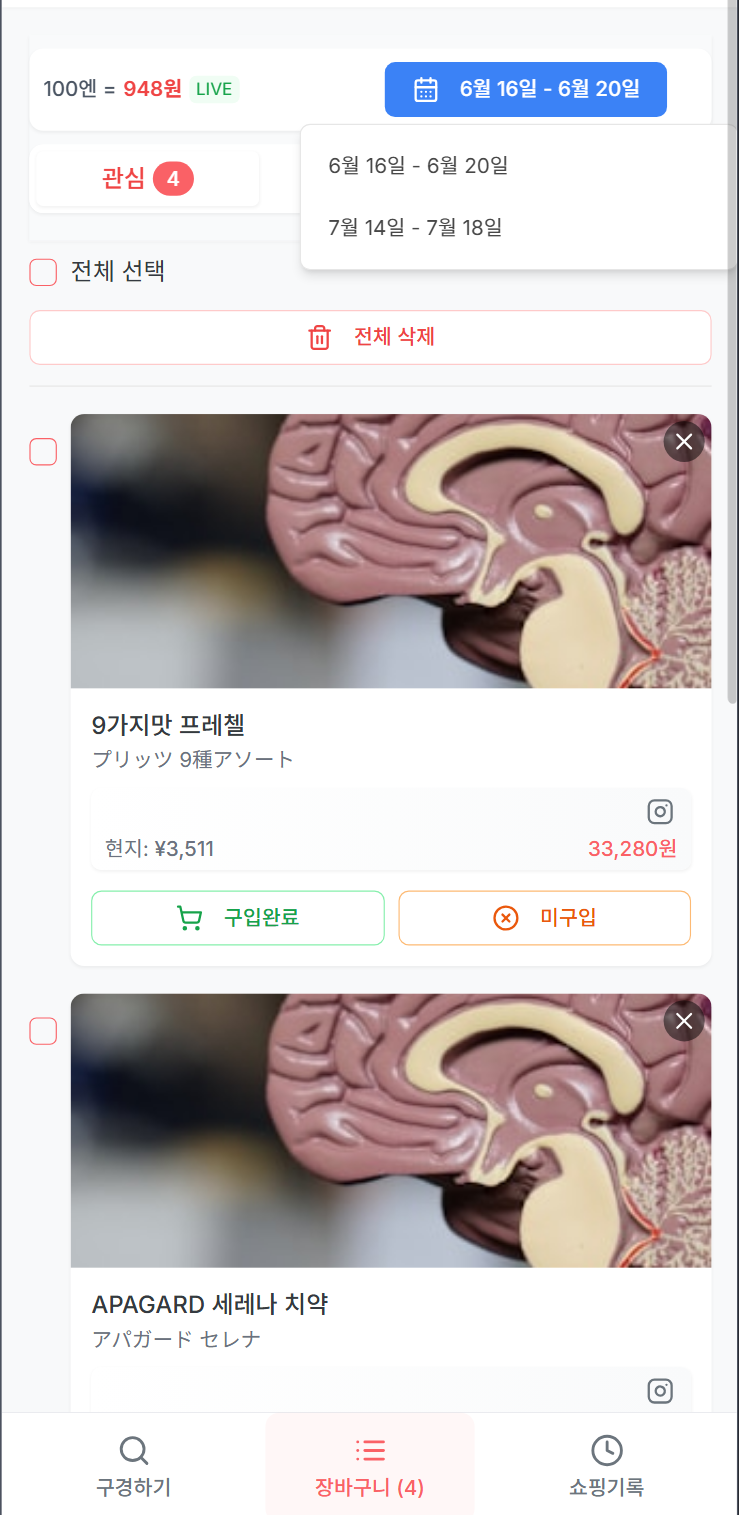 100엔 = 948원 LIVE
6월 16일 - 6월 20일
6월 16일 - 6월 20일
7월 14일 - 7월 18일
관심 4
전체 선택
전체 삭제
9가지맛 프레첼
プリッツ 9種アソート
현지: ¥3,511
33,280원
구입완료
미구입
APAGARD 세레나 치약
アパガード セレナ
구경하기
장바구니 (4)
쇼핑기록